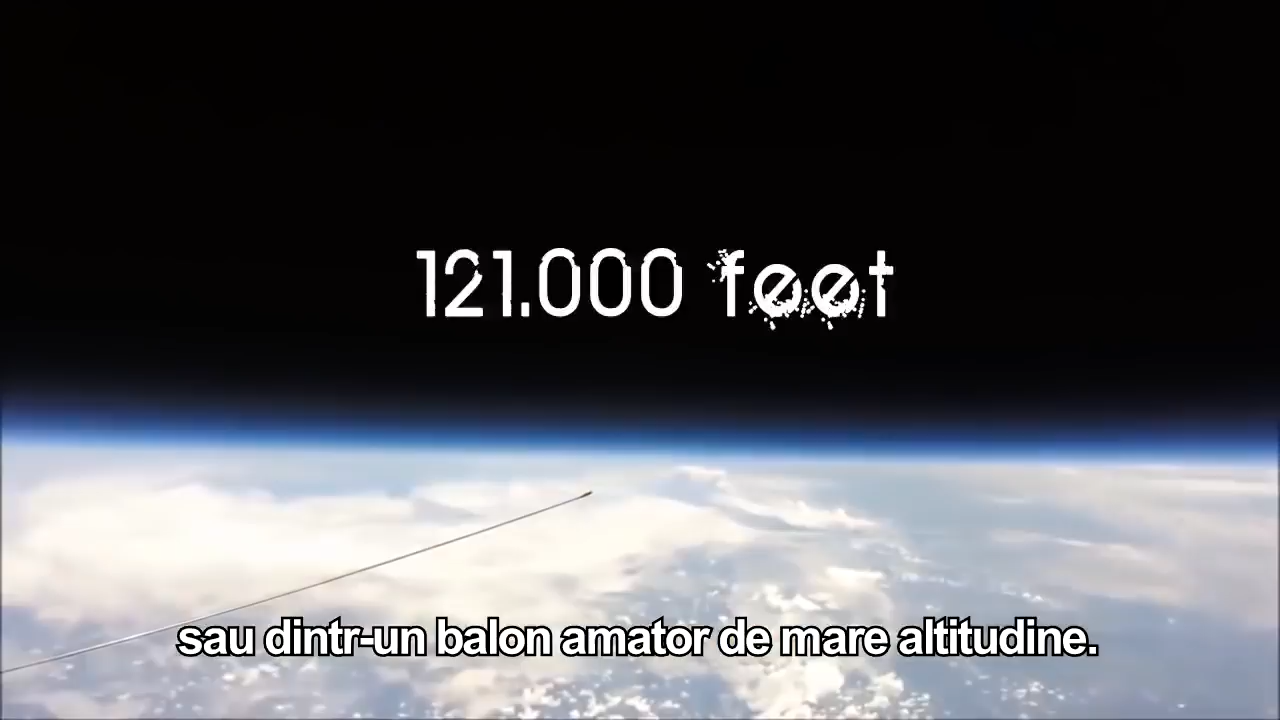 121.000 feet
sau dintr-un balon amator de mare altitudine.